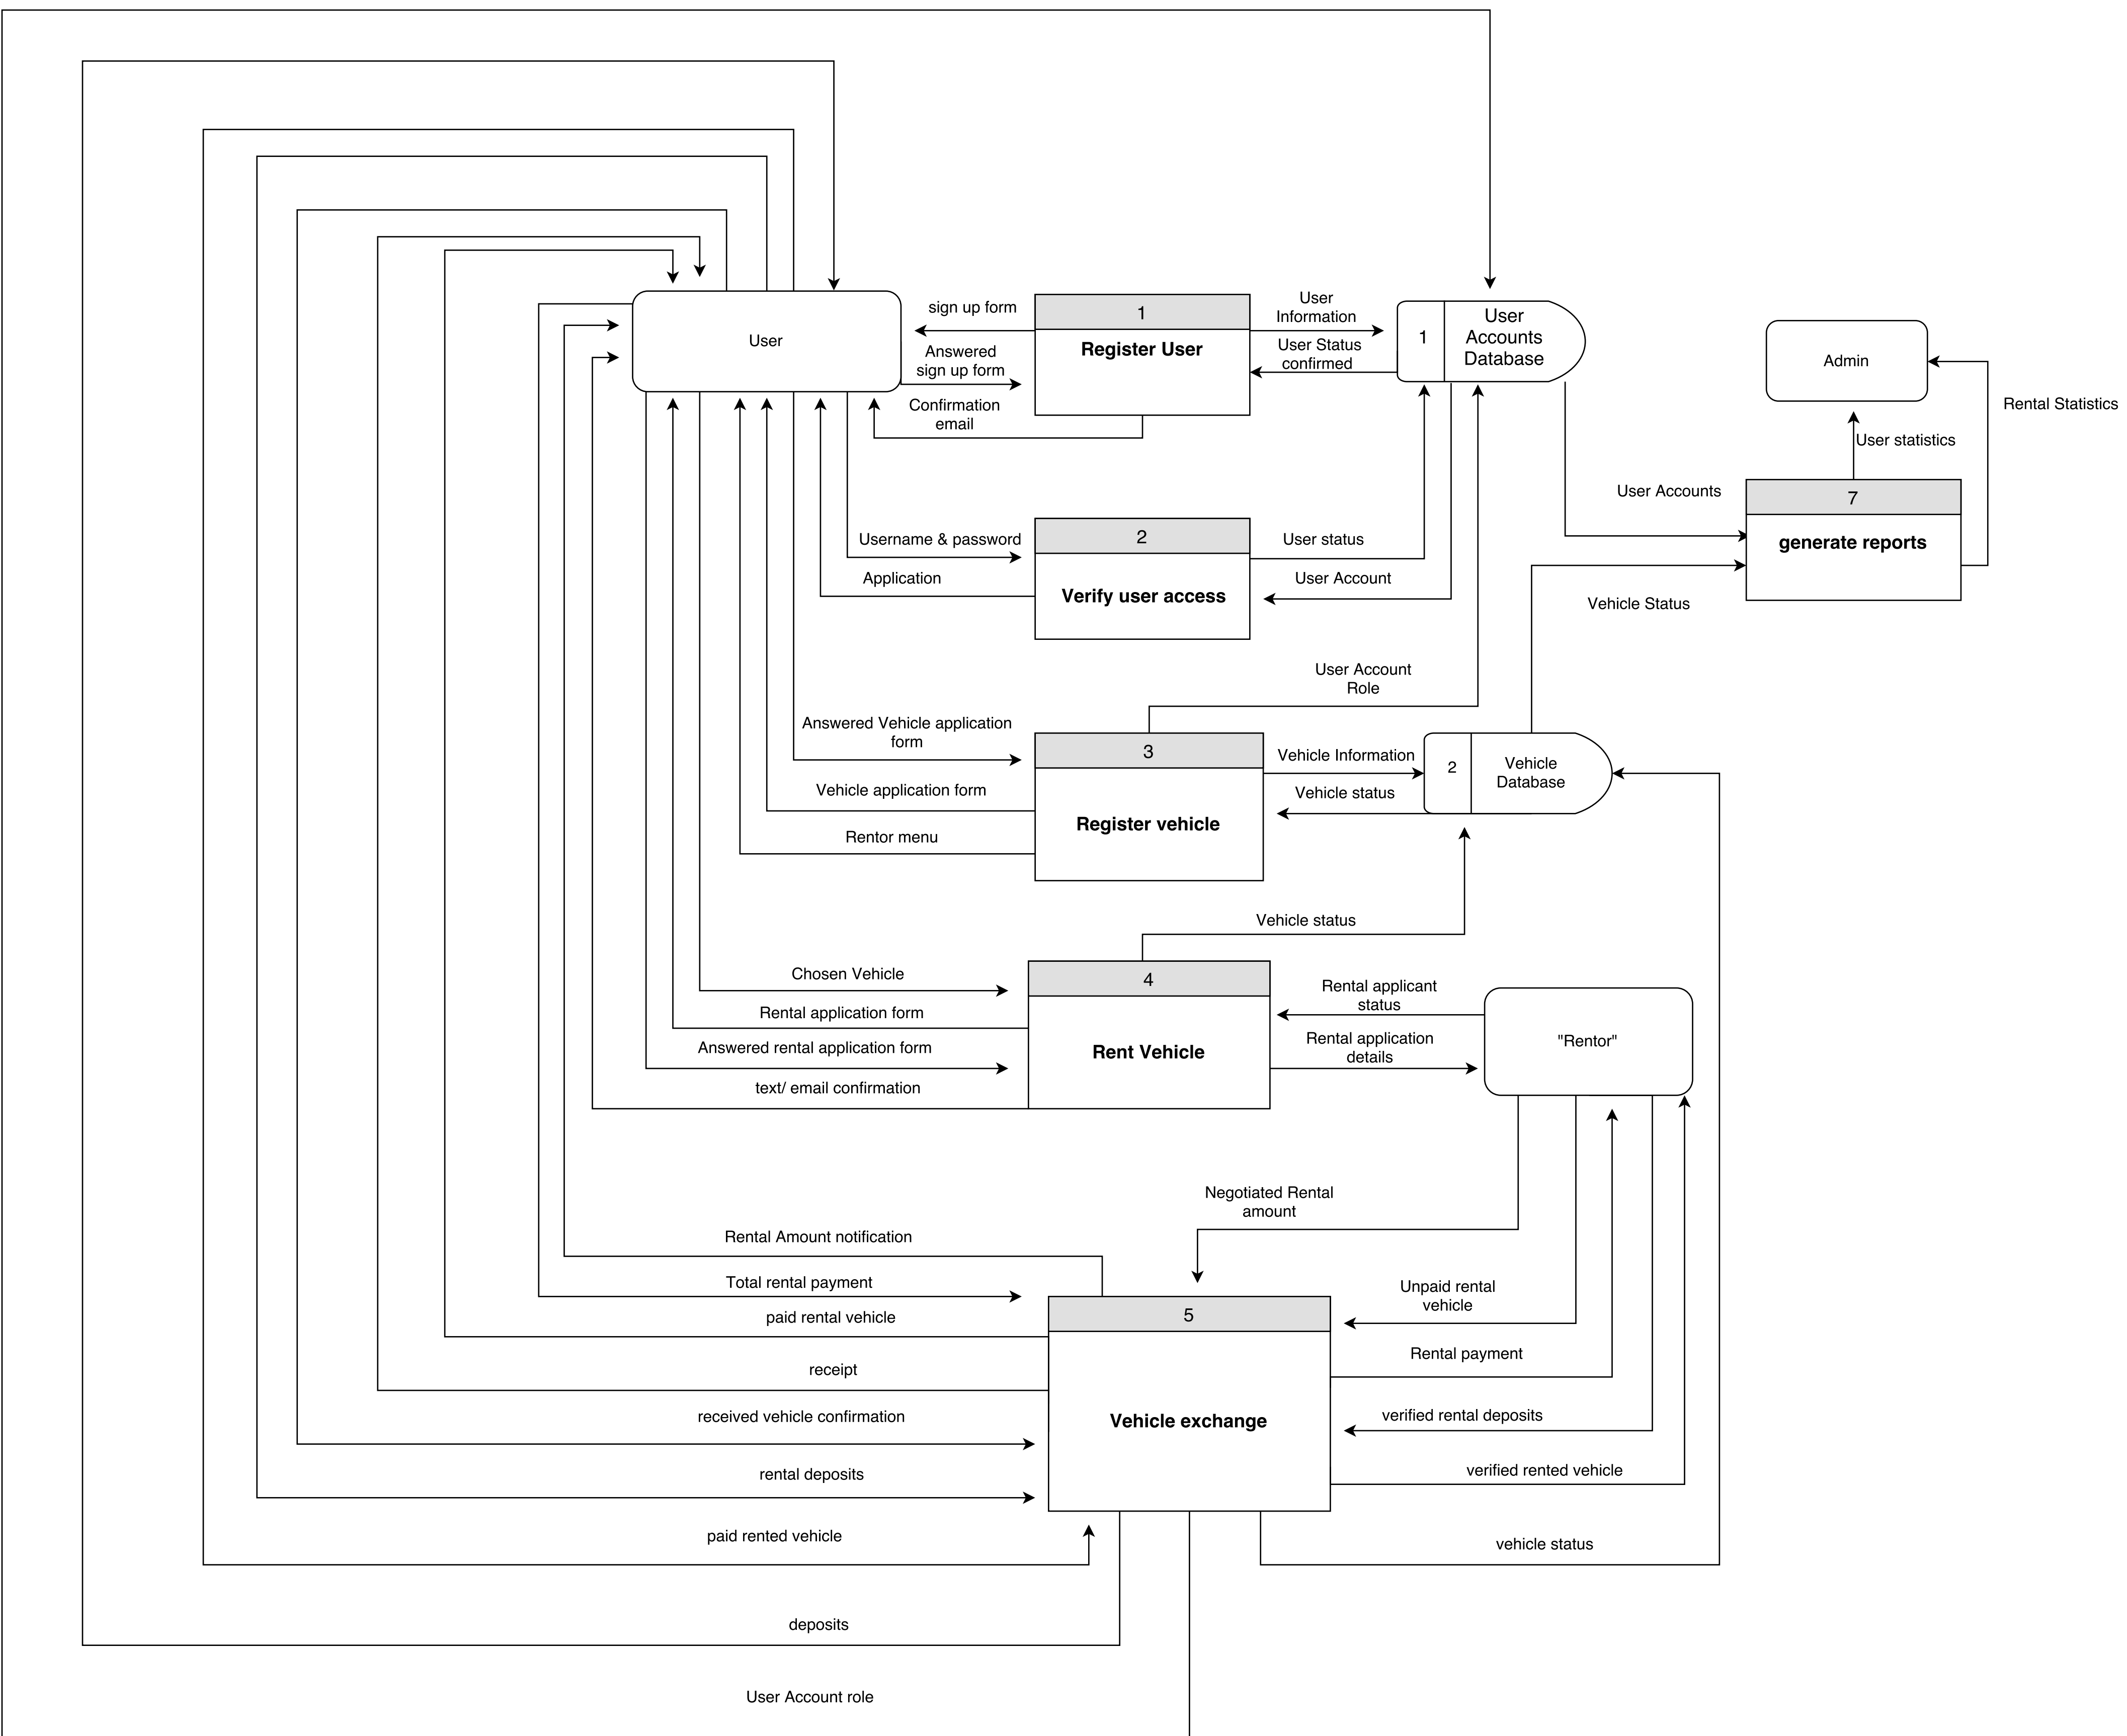 sign up form
1
Register User
User
Information
User
Answered
sign up form
User Status
confirmed
1
User
Accounts
Database
Admin
Confirmation
email
Rental Statistics
User statistics
User Accounts
7
generate reports
Username & password
2
User status
Application
Verify user access
User Account
Vehicle Status
User Account
Role
Answered Vehicle application
form
3
Vehicle Information
2
Vehicle
Database
Vehicle application form
Vehicle status
Register vehicle
Rentor menu
Vehicle status
Chosen Vehicle
4
Rental applicant
status
Rental application form
Rent Vehicle
Rental application
details
"Rentor"
Answered rental application form
text/ email confirmation
Negotiated Rental
amount
Rental Amount notification
Total rental payment
Unpaid rental
vehicle
paid rental vehicle
5
Rental payment
receipt
received vehicle confirmation
Vehicle exchange
verified rental deposits
rental deposits
verified rented vehicle
paid rented vehicle
vehicle status
deposits
User Account role